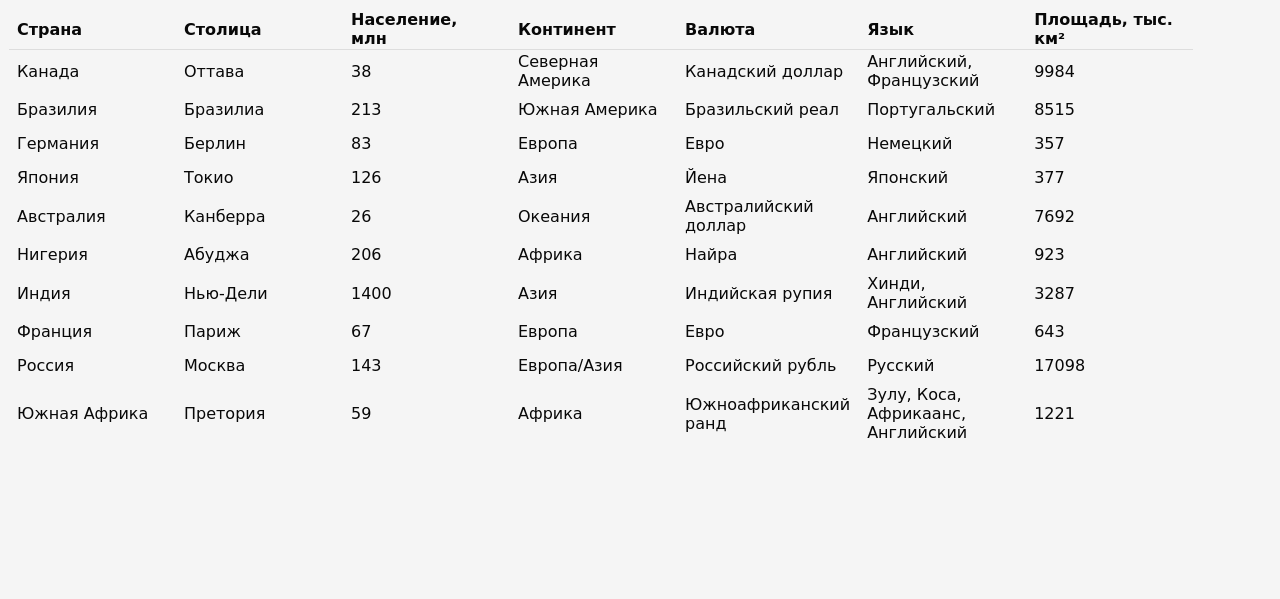 Страна Столица Население, млн Континент Валюта Язык Площадь, тыс. км²
Канада Оттава 38 Северная Америка Канадский доллар Английский, Французский 9984
Бразилия Бразилиа 213 Южная Америка Бразильский реал Португальский 8515
Германия Берлин 83 Европа Евро Немецкий 357
Япония Токио 126 Азия Йена Японский 377
Австралия Канберра 26 Океания Австралийский доллар Английский 7692
Нигерия Абуджа 206 Африка Найра Английский 923
Индия Нью-Дели 1400 Азия Индийская рупия Хинди, Английский 3287
Франция Париж 67 Европа Евро Французский 643
Россия Москва 143 Европа/Азия Российский рубль Русский 17098
Южная Африка Претория 59 Африка Южноафриканский ранд Зулу, Коса, Африкаанс, Английский 1221